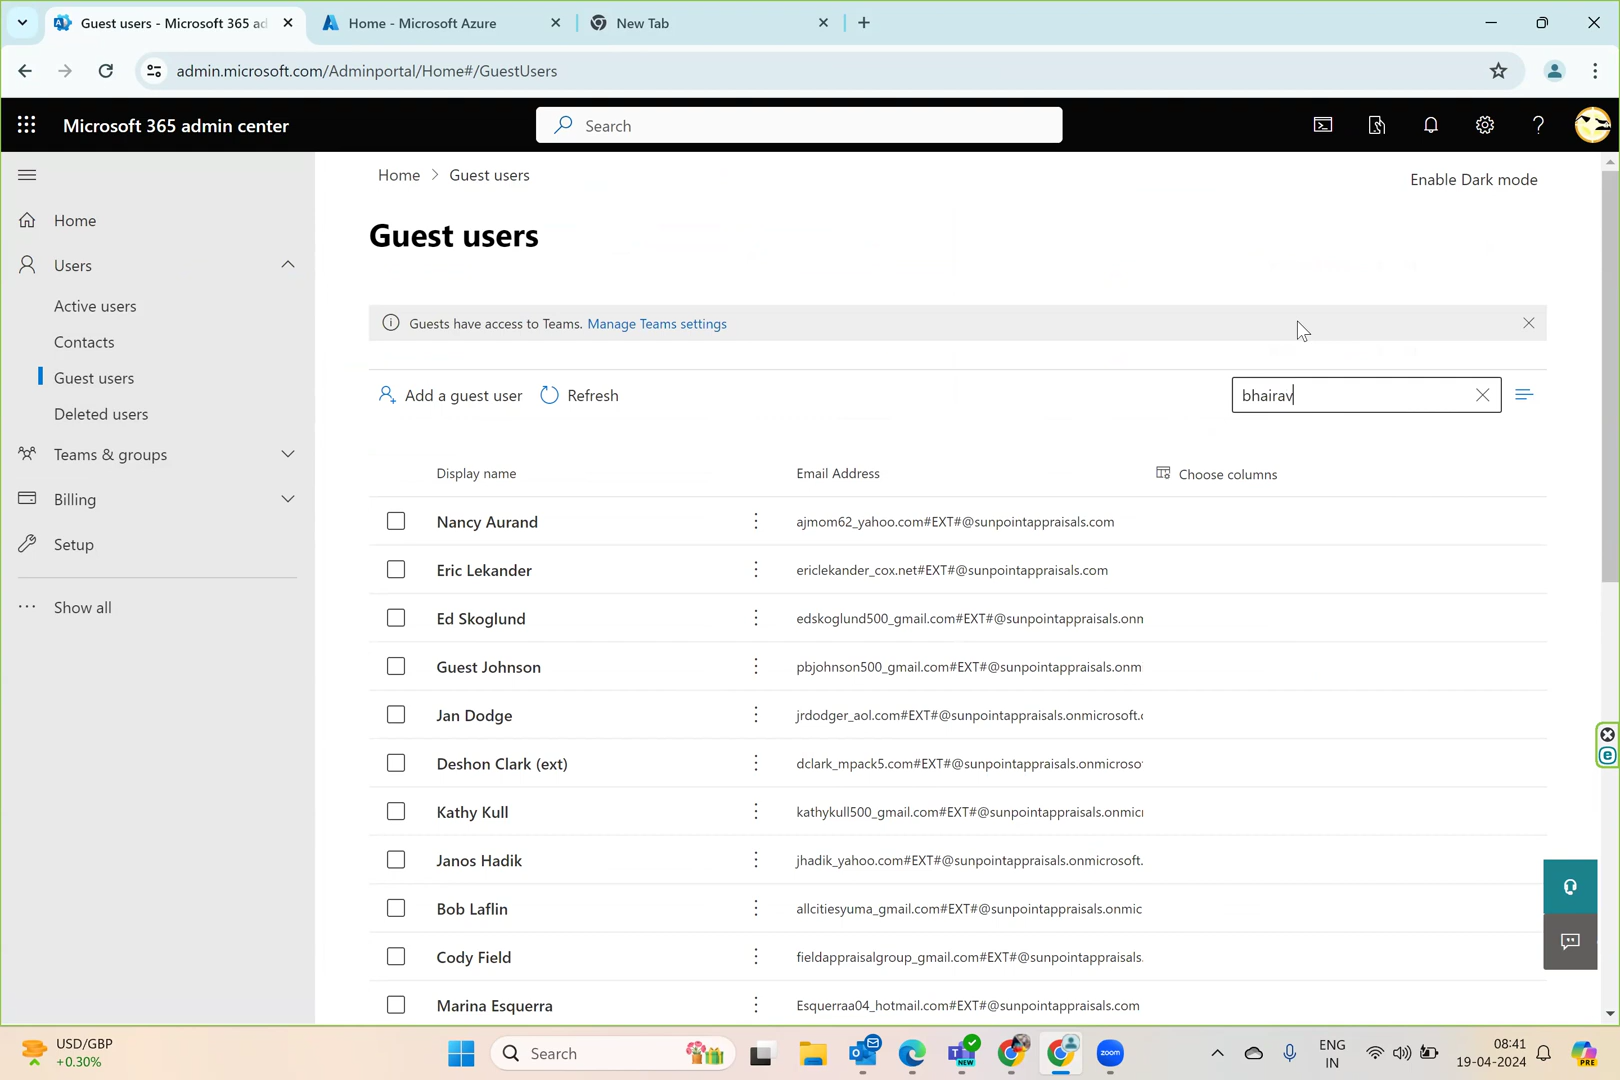 Guest users - Microsoft 365 ad
Home - Microsoft Azure
New Tab
admin.microsoft.com/Adminportal/Home#/GuestUsers
Microsoft 365 admin center
Search
Home
Users
Active users
Contacts
Guest users
Deleted users
Teams & groups
Billing
Setup
Show all
Home > Guest users
Enable Dark mode
Guest users
Guests have access to Teams. Manage Teams settings
Add a guest user
Refresh
bhairav
Display name
Email Address
Choose columns
Nancy Aurand
ajmom62_yahoo.com#EXT#@sunpointappraisals.com
Eric Lekander
ericlekander_cox.net#EXT#@sunpointappraisals.com
Ed Skoglund
edskoglund500_gmail.com#EXT#@sunpointappraisals.onn
Guest Johnson
pbjohnson500_gmail.com#EXT#@sunpointappraisals.onm
Jan Dodge
jrdodger_aol.com#EXT#@sunpointappraisals.onmicrosoft.c
Deshon Clark (ext)
dclark_mpack5.com#EXT#@sunpointappraisals.onmicroso
Kathy Kull
kathykull500_gmail.com#EXT#@sunpointappraisals.onmic
Janos Hadik
jhadik_yahoo.com#EXT#@sunpointappraisals.onmicrosoft.
Bob Laflin
allcitiesyuma_gmail.com#EXT#@sunpointappraisals.onmic
Cody Field
fieldappraisalgroup_gmail.com#EXT#@sunpointappraisals.
Marina Esquerra
Esquerraa04_hotmail.com#EXT#@sunpointappraisals.com
USD/GBP
+0.30%
Search
NEW
zoom
ENG
IN
08:41
19-04-2024
PRE